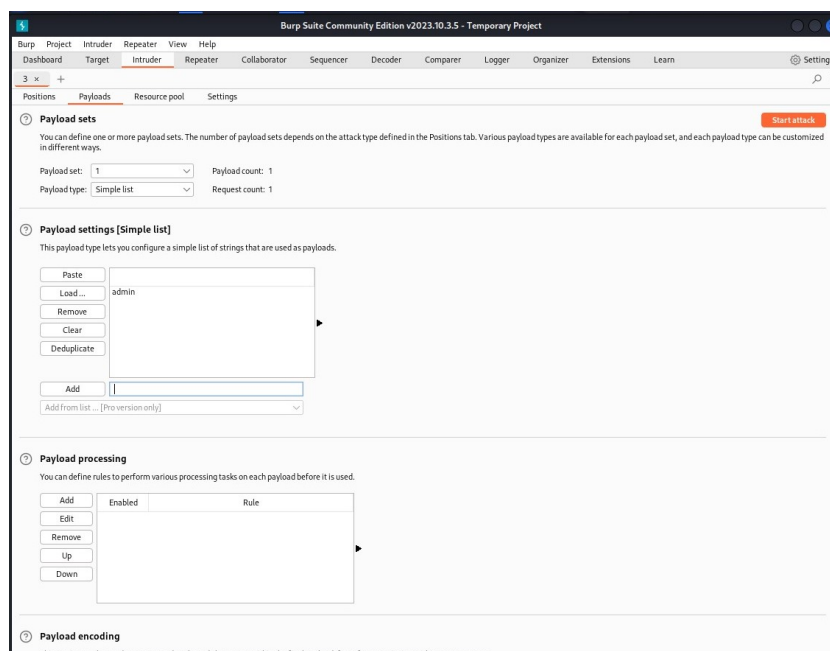 Burp Suite Community Edition v2023.10.3.5 - Temporary Project
Burp Project Intruder Repeater View Help
Dashboard Target Intruder Repeater Collaborator Sequencer Decoder Comparer Logger Organizer Extensions Learn Setting
3 × +
Positions Payloads Resource pool Settings
? Payload sets Start attack
You can define one or more payload sets. The number of payload sets depends on the attack type defined in the Positions tab. Various payload types are available for each payload set, and each payload type can be customized
in different ways.
Payload set: 1 Payload count: 1
Payload type: Simple list Request count: 1
? Payload settings [Simple list]
This payload type lets you configure a simple list of strings that are used as payloads.
Paste
Load... admin
Remove
Clear
Deduplicate
Add
Add from list ... [Pro version only]
? Payload processing
You can define rules to perform various processing tasks on each payload before it is used.
Add Enabled Rule
Edit
Remove
Up
Down
? Payload encoding